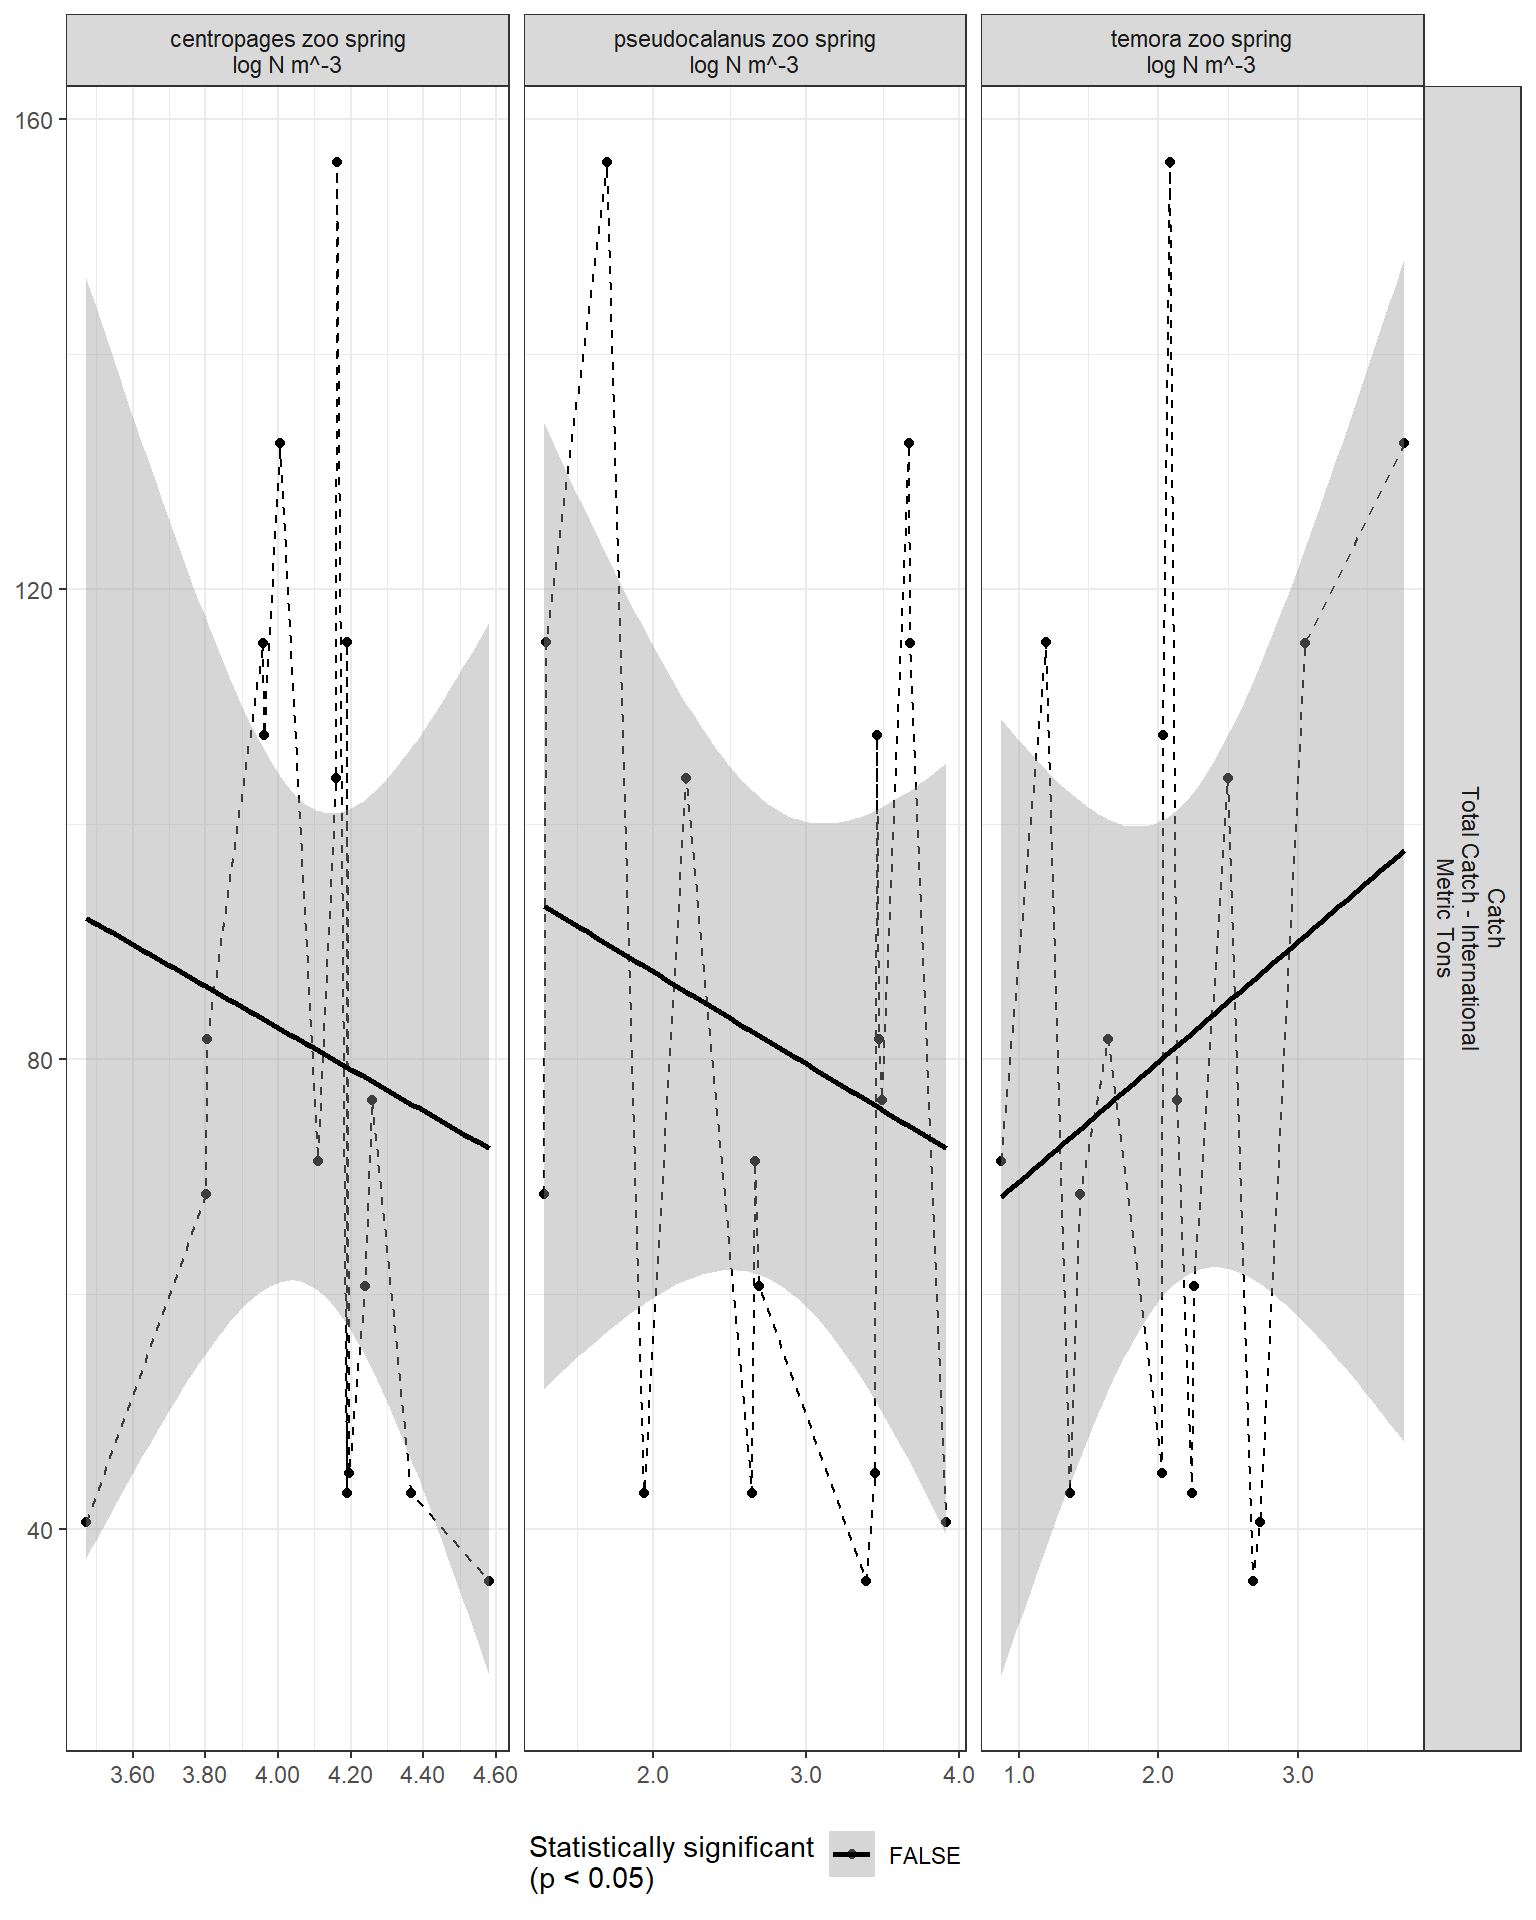 centropages zoo spring
log N m^-3
pseudocalanus zoo spring
log N m^-3
temora zoo spring
log N m^-3
160
120
80
40
Catch
Total Catch - International
Metric Tons
3.60 3.80 4.00 4.20 4.40 4.60
2.0 3.0 4.0
1.0 2.0 3.0
Statistically significant
(p < 0.05)
FALSE